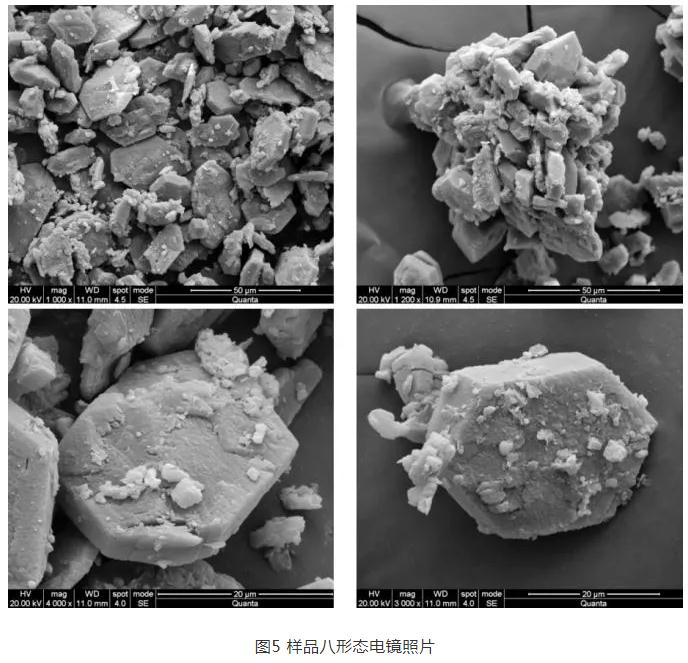 HV mag WD spot mode 50 μm
20.00 kV 1 000 x 11.0 mm 4.5 SE Quanta
HV mag WD spot mode 50 μm
20.00 kV 1 200 x 10.9 mm 4.5 SE Quanta
HV mag WD spot mode 20 μm
20.00 kV 4 000 x 11.0 mm 4.0 SE Quanta
HV mag WD spot mode 20 μm
20.00 kV 3 000 x 11.0 mm 4.0 SE Quanta
图5 样品八形态电镜照片